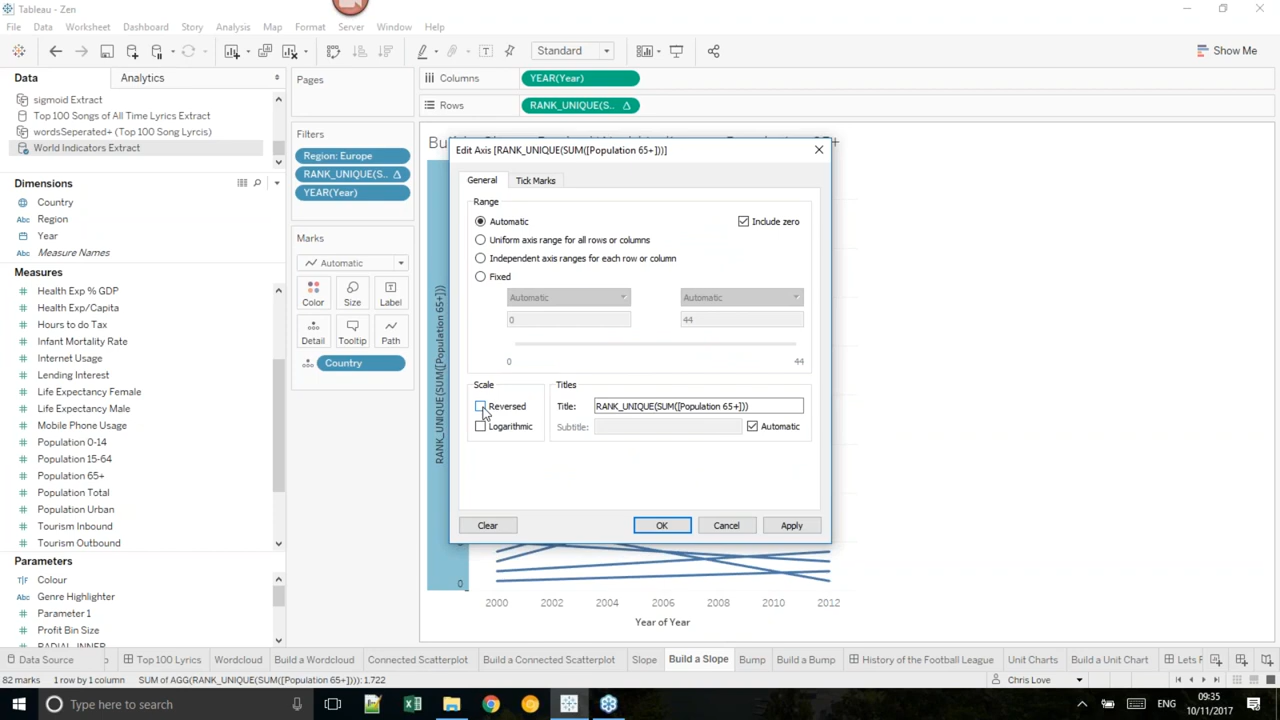 Tableau - Zen
File Data Worksheet Dashboard Story Analysis Map Format Server Window Help
Standard
Show Me
Data
Analytics
sigmoid Extract
Top 100 Songs of All Time Lyrics Extract
wordsSeperated+ (Top 100 Song Lyrcis)
World Indicators Extract
Dimensions
Country
Abc Region
Year
Abc Measure Names
Measures
Health Exp % GDP
Health Exp/Capita
Hours to do Tax
Infant Mortality Rate
Internet Usage
Lending Interest
Life Expectancy Female
Life Expectancy Male
Mobile Phone Usage
Population 0-14
Population 15-64
Population 65+
Population Total
Population Urban
Tourism Inbound
Tourism Outbound
Parameters
Colour
Abc Genre Highlighter
Parameter 1
Profit Bin Size
RADIAL_INNER
Pages
Filters
Region: Europe
RANK_UNIQUE(S..
YEAR(Year)
Marks
Automatic
Color Size Label
Detail Tooltip Path
Country
Columns YEAR(Year)
Rows RANK_UNIQUE(S..
Edit Axis [RANK_UNIQUE(SUM([Population 65+]))]
General
Tick Marks
Range
Automatic
Include zero
Uniform axis range for all rows or columns
Independent axis ranges for each row or column
Fixed
Automatic Automatic
0 44
0 44
Scale
Reversed
Logarithmic
Titles
Title: RANK_UNIQUE(SUM([Population 65+]))
Subtitle: Automatic
Clear OK Cancel Apply
RANK_UNIQUE(SUM([Population 65+]))
0
2000 2002 2004 2006 2008 2010 2012
Year of Year
Data Source Top 100 Lyrics Wordcloud Build a Wordcloud Connected Scatterplot Build a Connected Scatterplot Slope Build a Slope Bump Build a Bump History of the Football League Unit Charts Build a Unit Chart Lets F
82 marks 1 row by 1 column SUM of AGG(RANK_UNIQUE(SUM([Population 65+]))): 1.722
Chris Love
Type here to search
ENG
09:35
10/11/2017